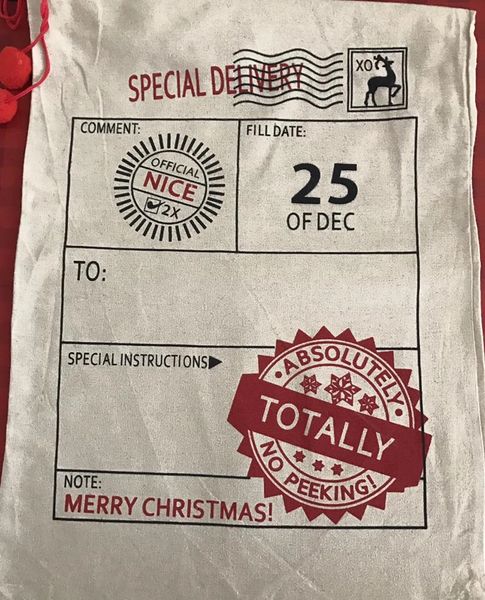 SPECIAL DELIVERY
XO
COMMENT:
OFFICIAL
NICE
2X
FILL DATE:
25
OF DEC
TO:
SPECIAL INSTRUCTIONS
ABSOLUTELY
TOTALLY
NO PEEKING!
NOTE:
MERRY CHRISTMAS!